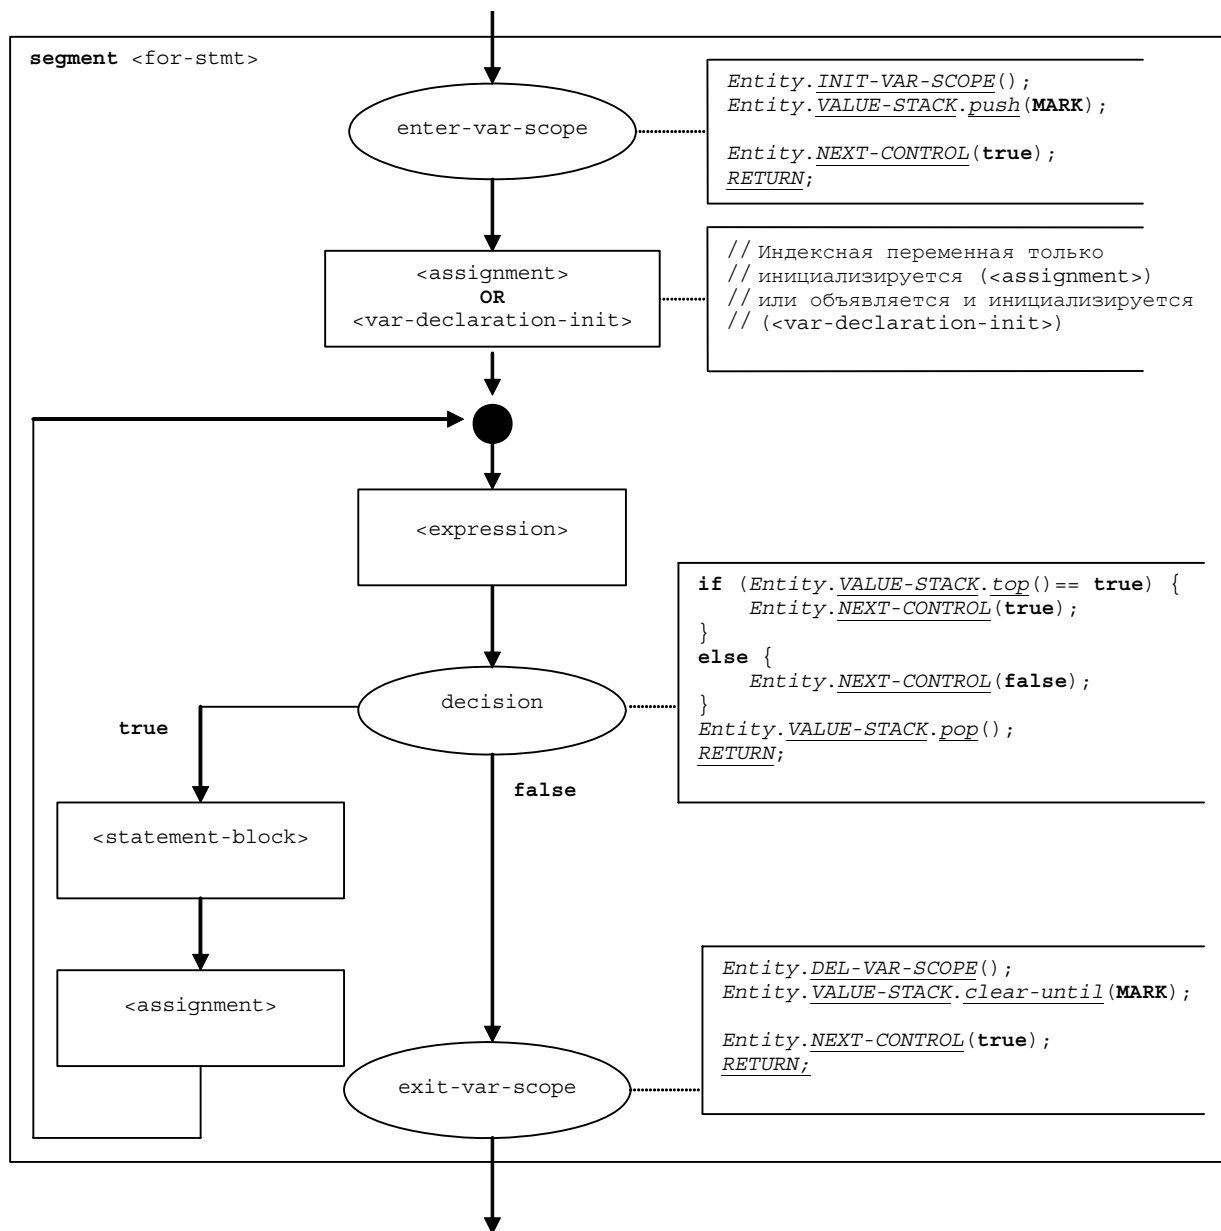 segment <for-stmt>
enter-var-scope
Entity.INIT-VAR-SCOPE();
Entity.VALUE-STACK.push(MARK);
Entity.NEXT-CONTROL(true);
RETURN;
<assignment>
OR
<var-declaration-init>
// Индексная переменная только
// инициализируется (<assignment>)
// или объявляется и инициализируется
// (<var-declaration-init>)
<expression>
decision
if (Entity.VALUE-STACK.top()== true) {
Entity.NEXT-CONTROL(true);
}
else {
Entity.NEXT-CONTROL(false);
}
Entity.VALUE-STACK.pop();
RETURN;
true
false
<statement-block>
<assignment>
exit-var-scope
Entity.DEL-VAR-SCOPE();
Entity.VALUE-STACK.clear-until(MARK);
Entity.NEXT-CONTROL(true);
RETURN;